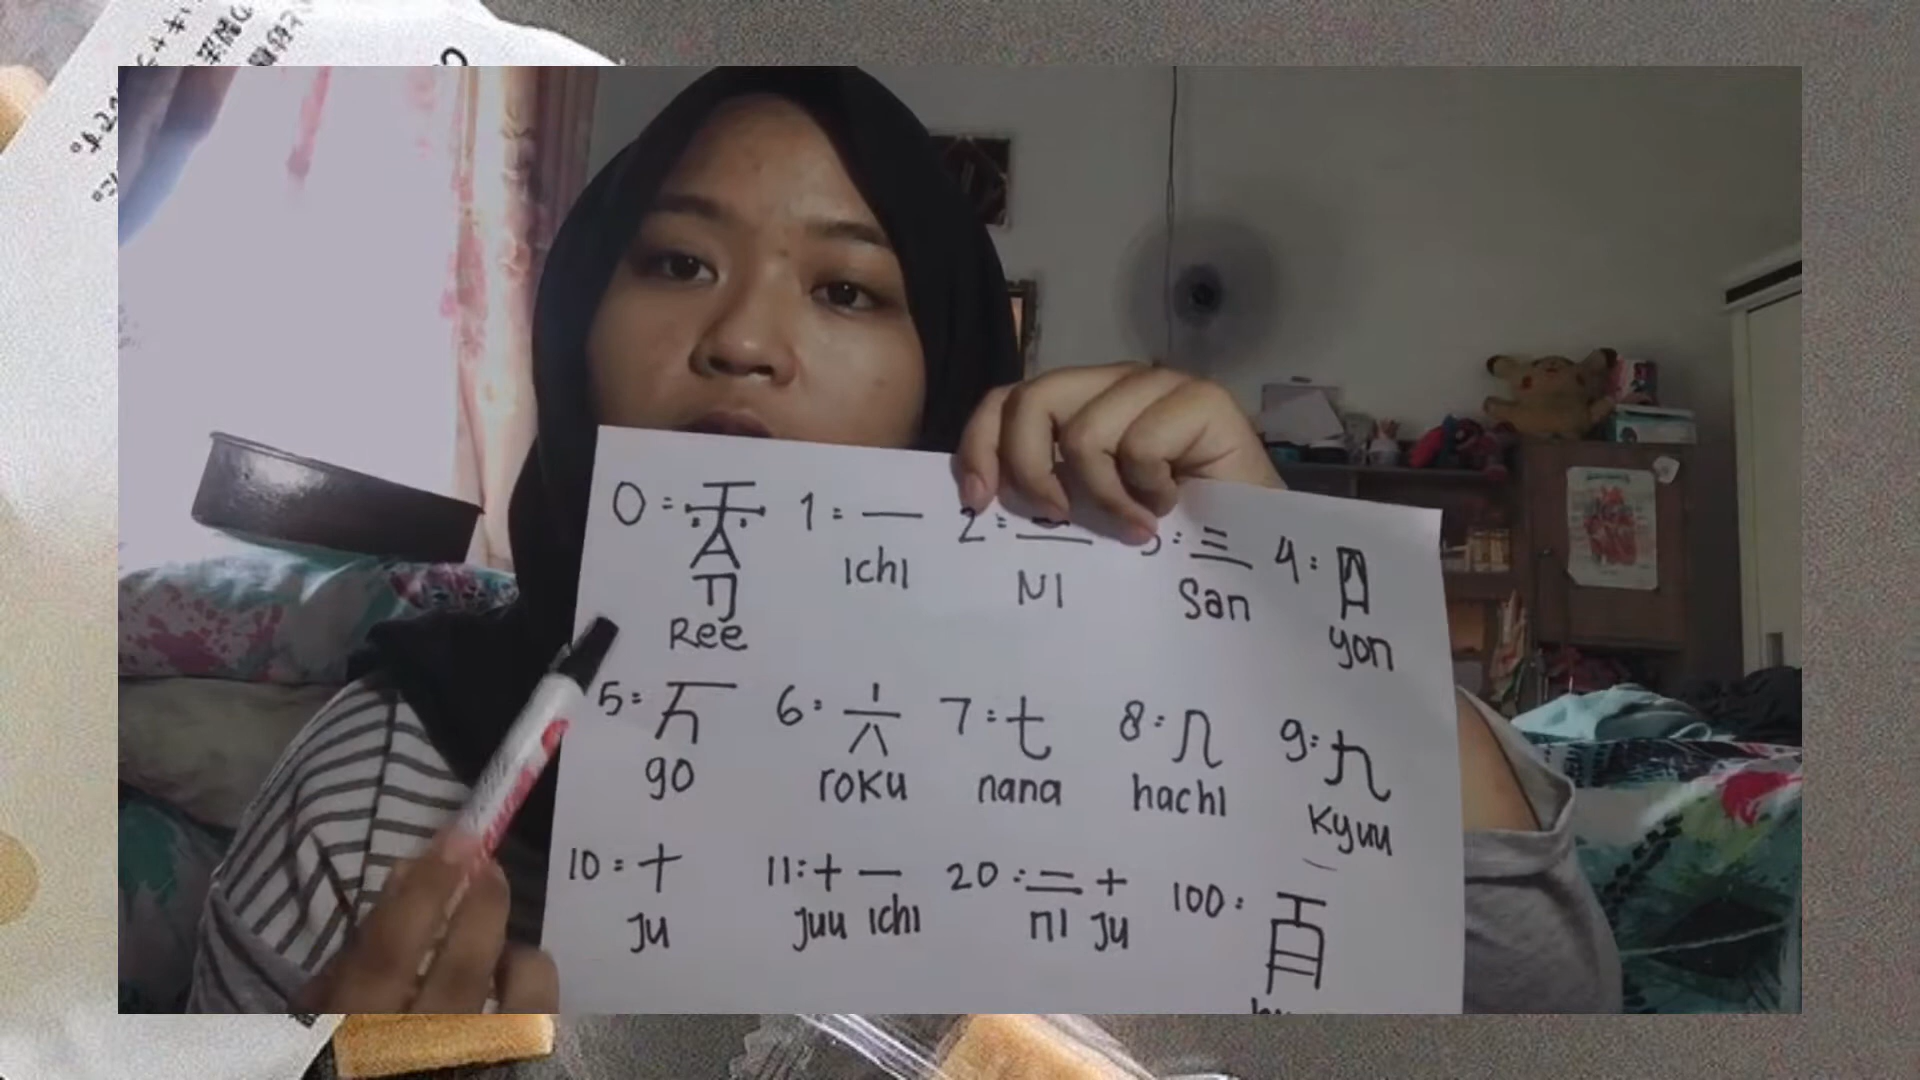 0 = 零 1 = 一 2 = 二 3 = 三 4 = 四
Ree ichi Ni San yon
5 = 五 6 = 六 7 = 七 8 = 八 9 = 九
go roku nana hachi Kyuu
10 = 十 11 = 十一 20 = 二十 100 = 百
Ju Juu ichi ni Ju